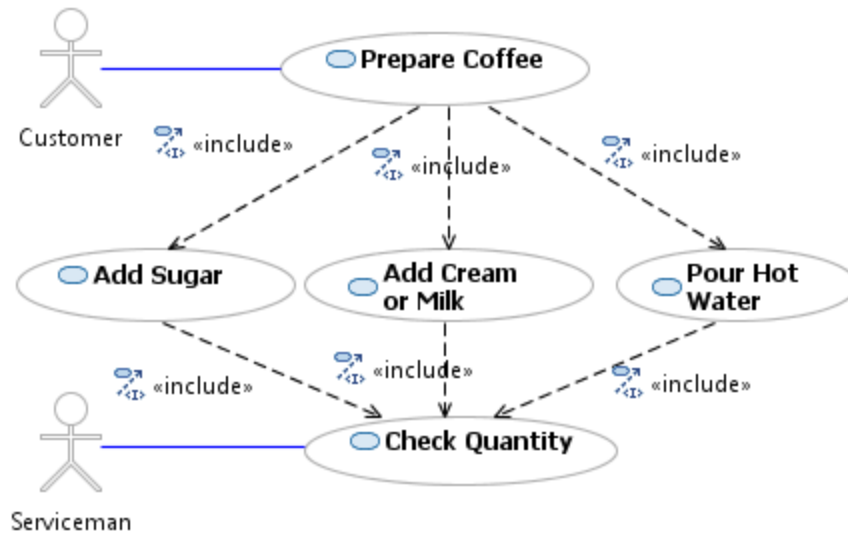 Prepare Coffee
Customer
«include»
«include»
«include»
Add Sugar
Add Cream
or Milk
Pour Hot
Water
«include»
«include»
«include»
Check Quantity
Serviceman